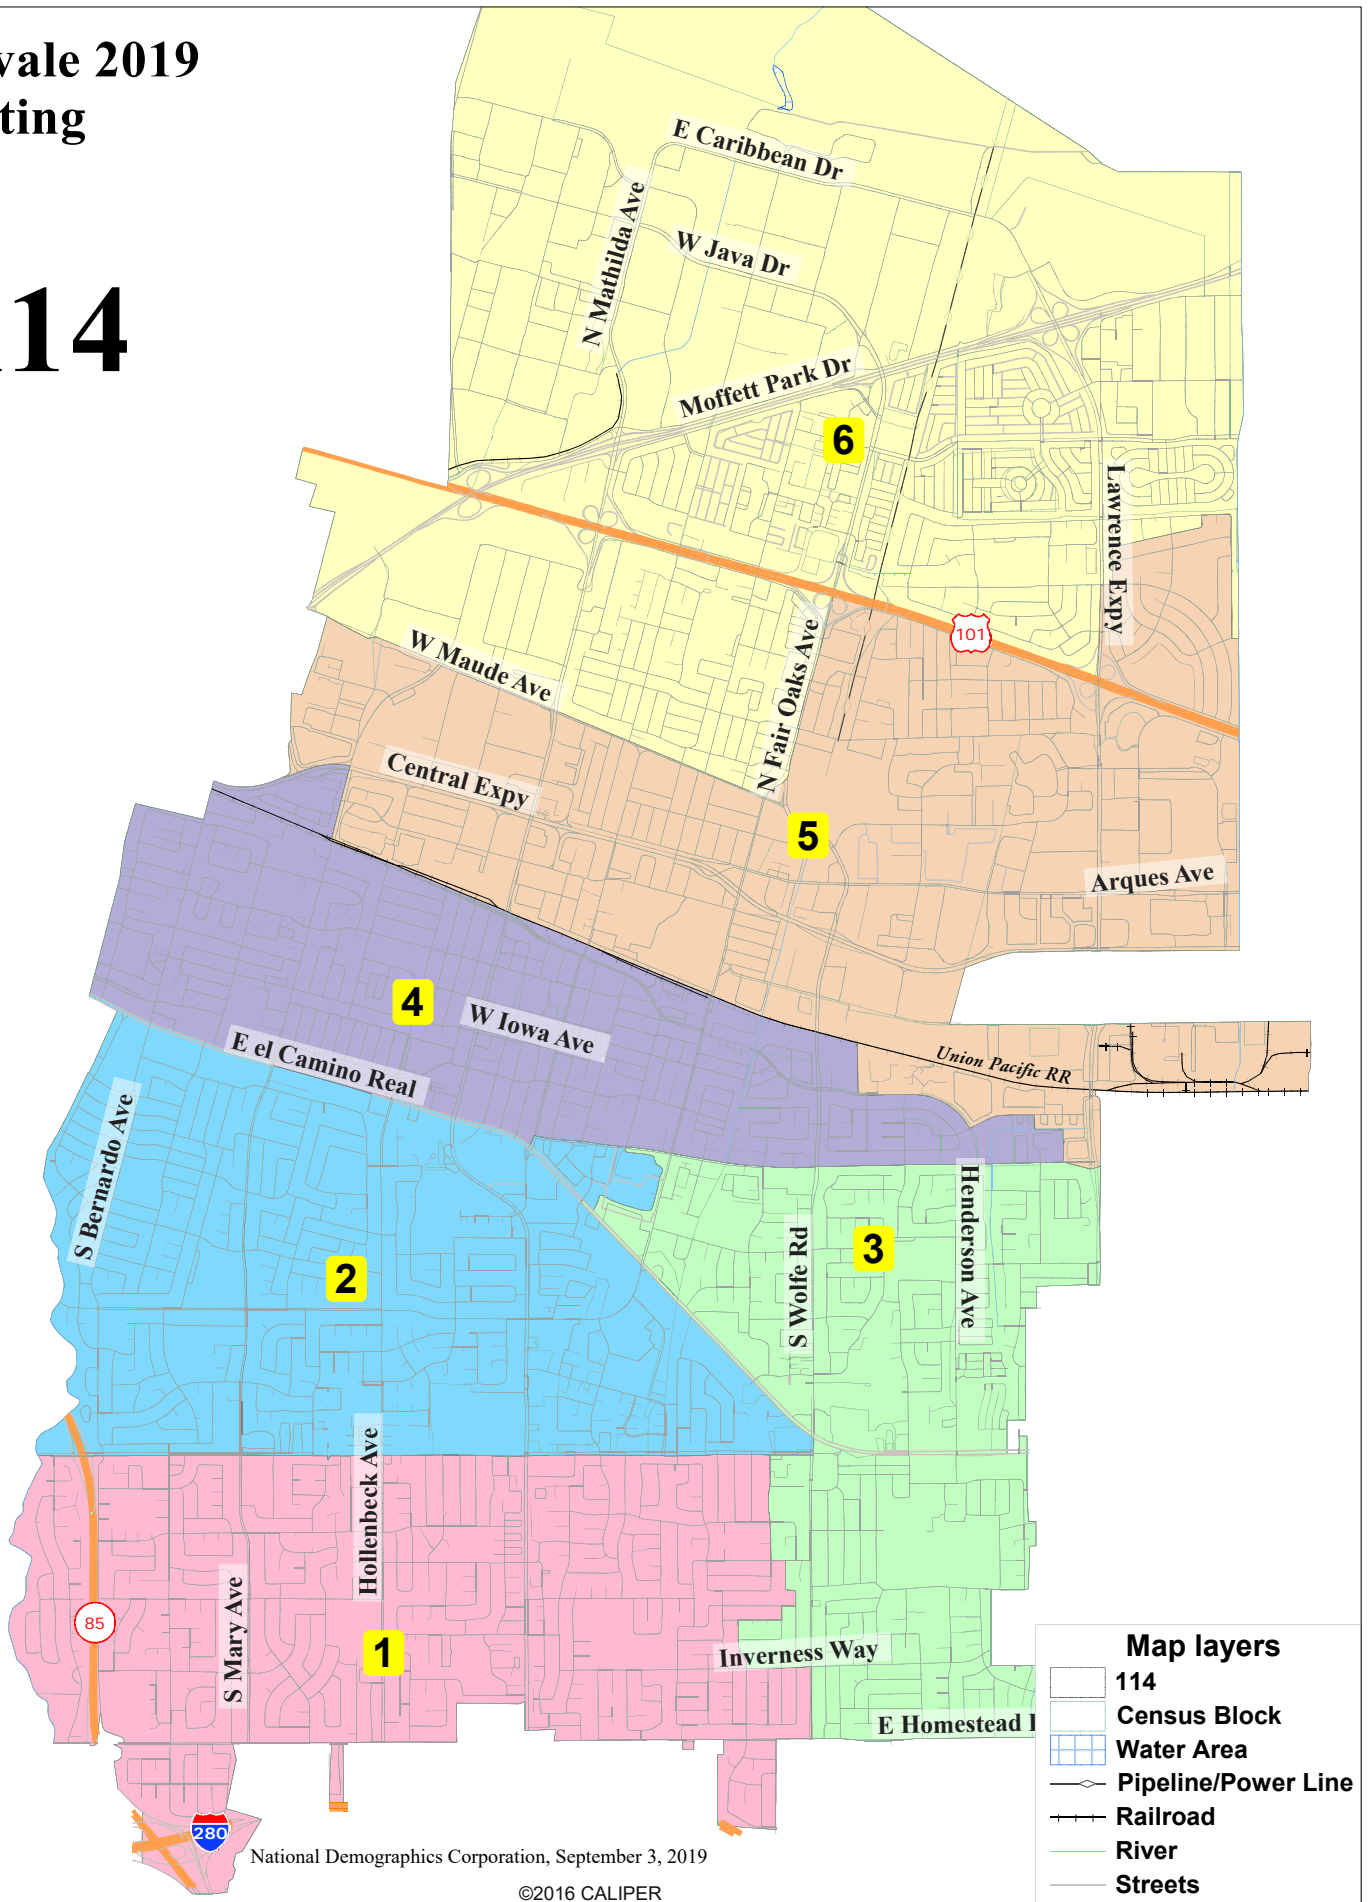 vale 2019
ting
114
E Caribbean Dr
N Mathilda Ave
W Java Dr
Moffett Park Dr
6
Lawrence Expy
101
W Maude Ave
N Fair Oaks Ave
Central Expy
5
Arques Ave
4
W Iowa Ave
E el Camino Real
Union Pacific RR
S Bernardo Ave
Henderson Ave
S Wolfe Rd
3
2
Hollenbeck Ave
85
S Mary Ave
1
Inverness Way
E Homestead
280
National Demographics Corporation, September 3, 2019
©2016 CALIPER
Map layers
114
Census Block
Water Area
Pipeline/Power Line
Railroad
River
Streets